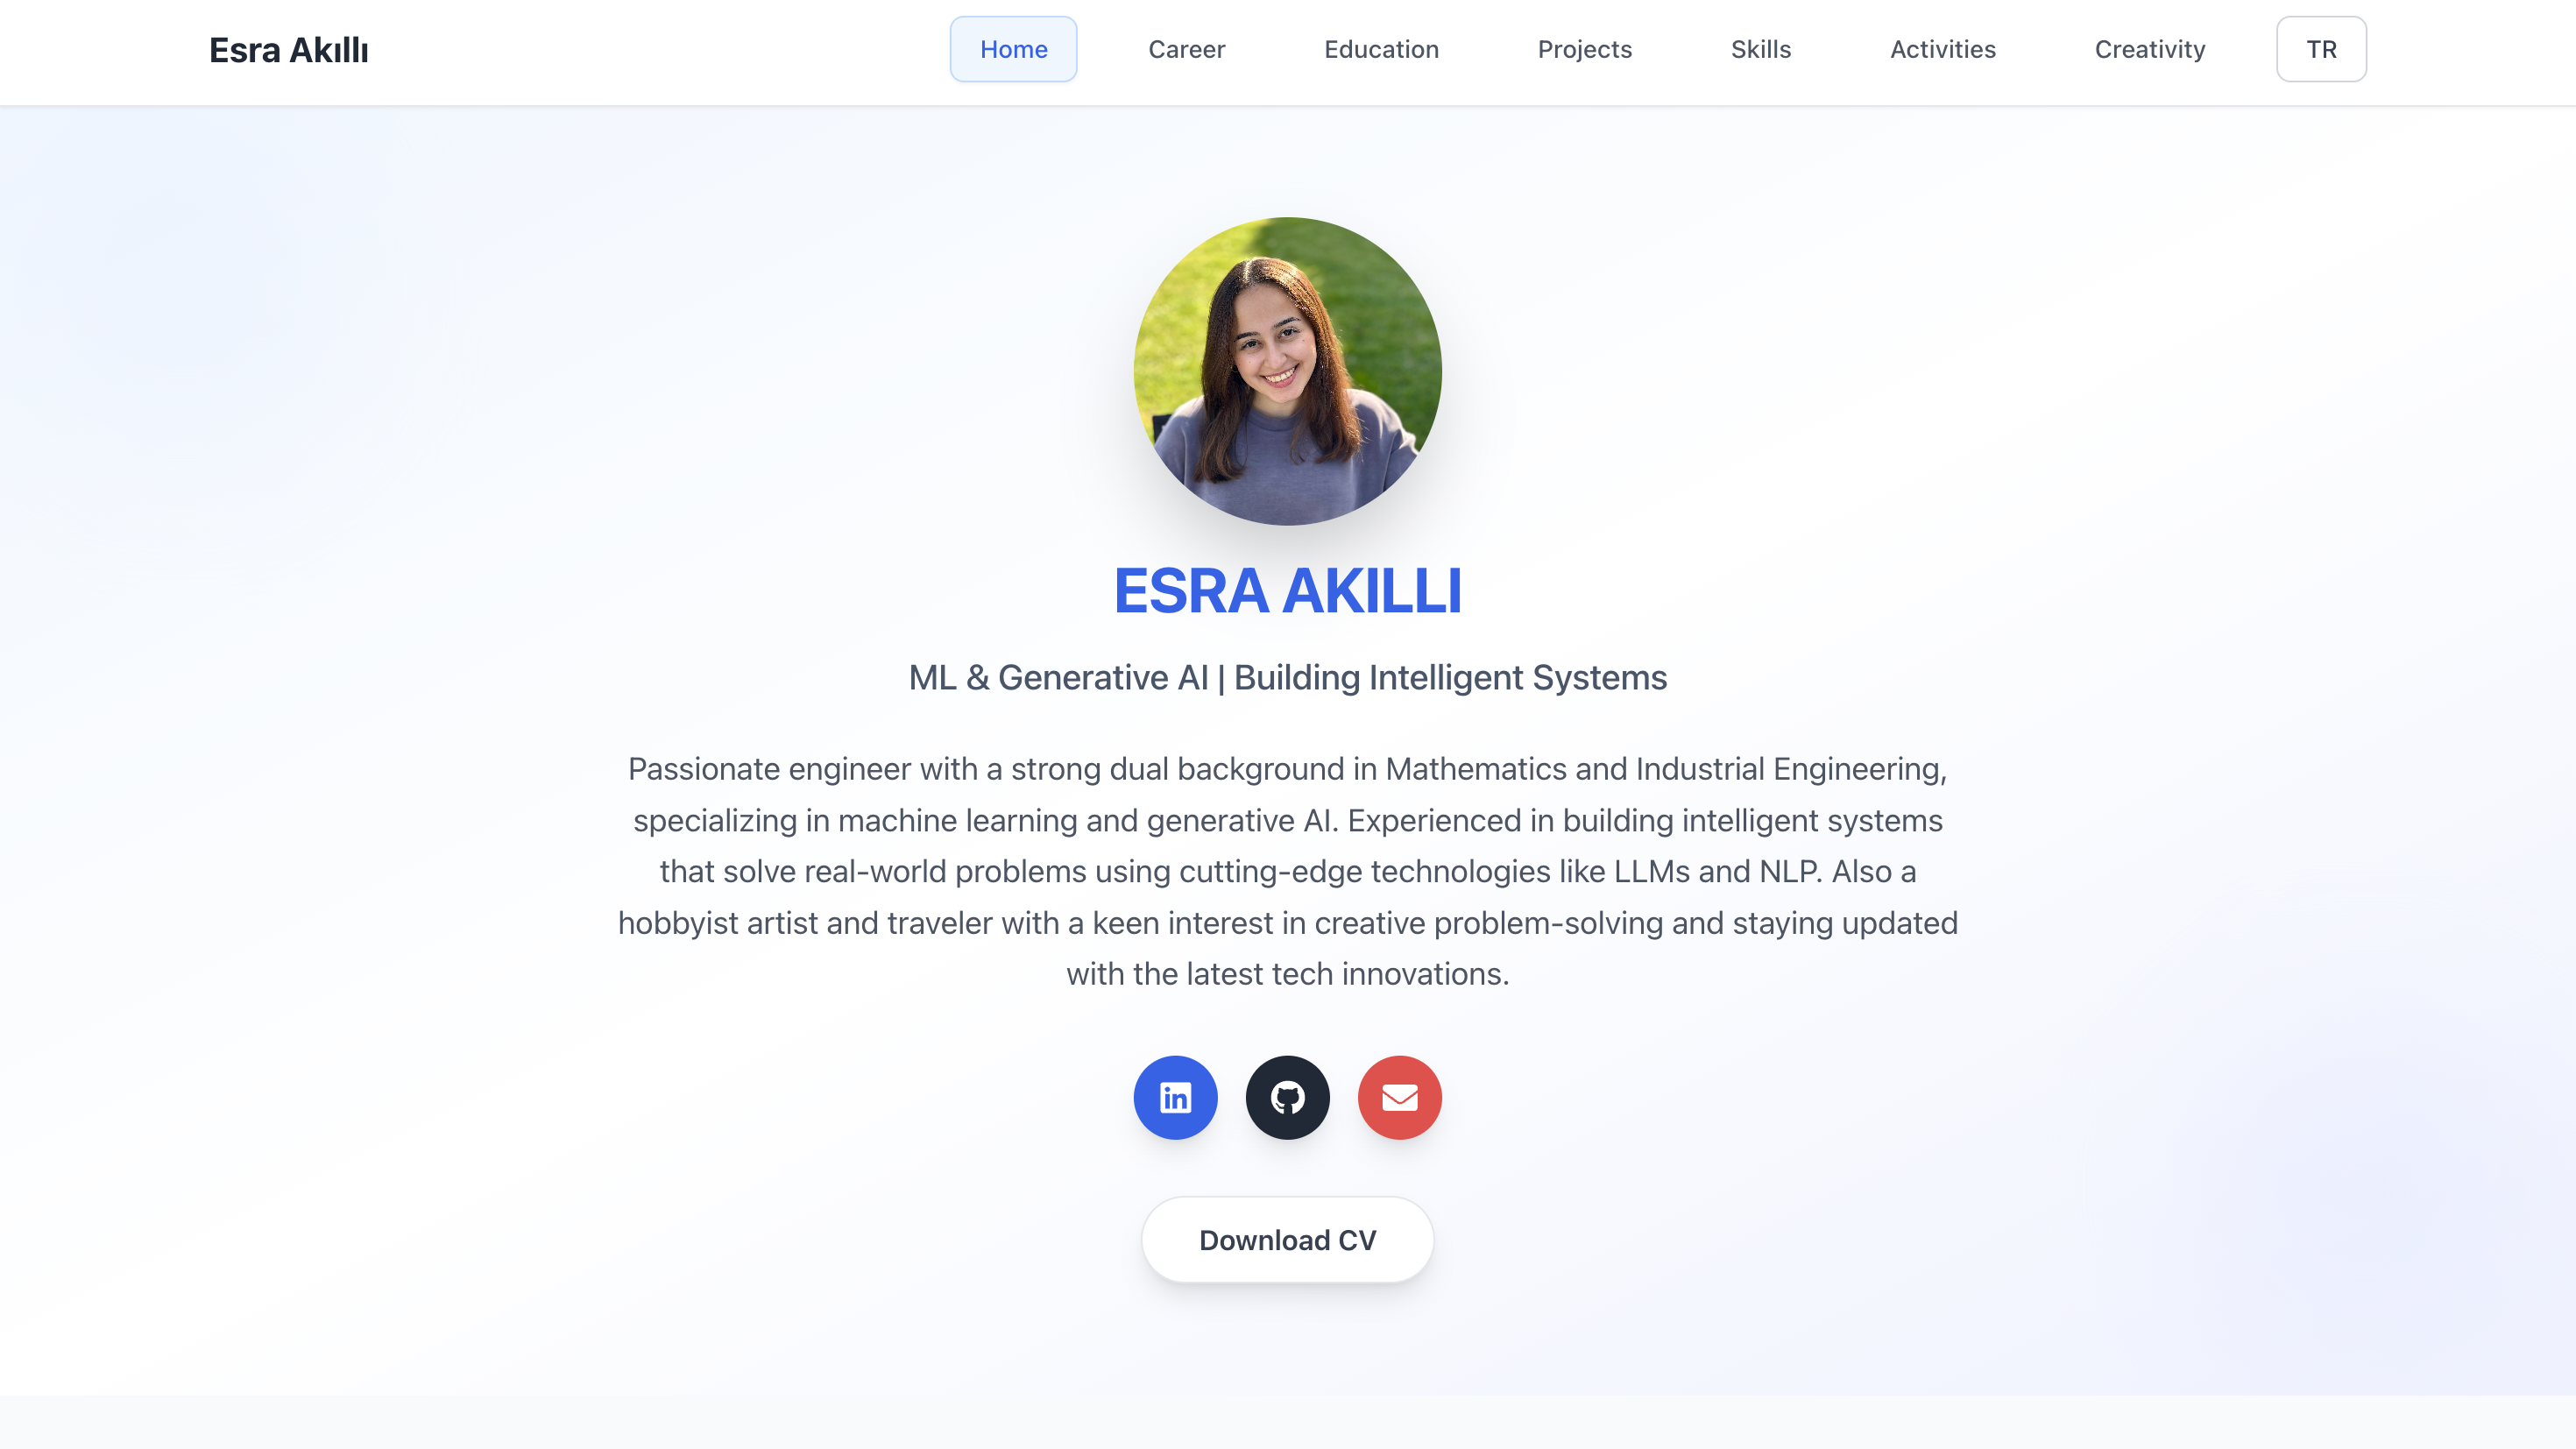 Esra Akıllı
Home
Career
Education
Projects
Skills
Activities
Creativity
TR
ESRA AKILLI
ML & Generative AI | Building Intelligent Systems
Passionate engineer with a strong dual background in Mathematics and Industrial Engineering,
specializing in machine learning and generative AI. Experienced in building intelligent systems
that solve real-world problems using cutting-edge technologies like LLMs and NLP. Also a
hobbyist artist and traveler with a keen interest in creative problem-solving and staying updated
with the latest tech innovations.
in
Download CV